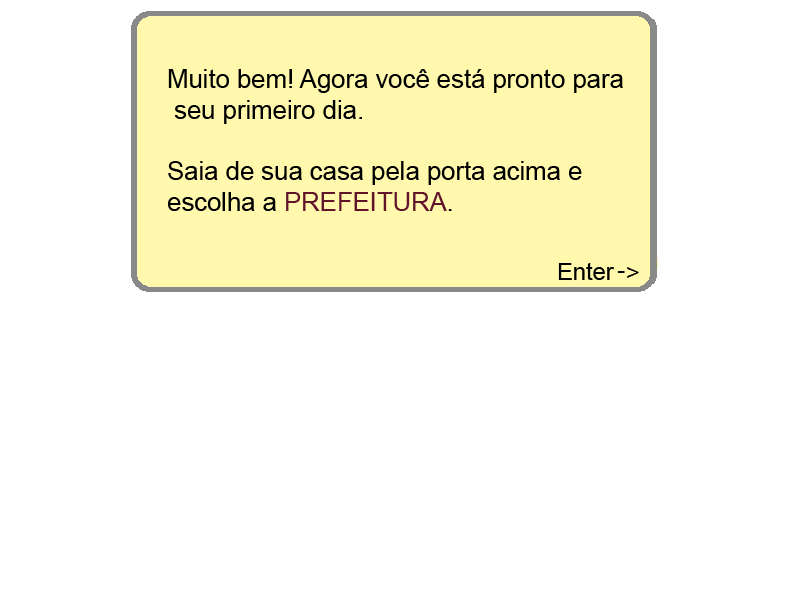 Muito bem! Agora você está pronto para
seu primeiro dia.
Saia de sua casa pela porta acima e
escolha a PREFEITURA.
Enter->